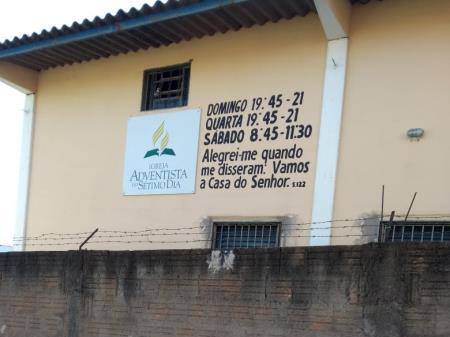 DOMINGO 19:45-21
QUARTA 19:45-21
SÁBADO 8:45-11:30
Alegrei-me quando
me disseram: Vamos
a Casa do Senhor. S.122
IGREJA
ADVENTISTA
DO SÉTIMO DIA